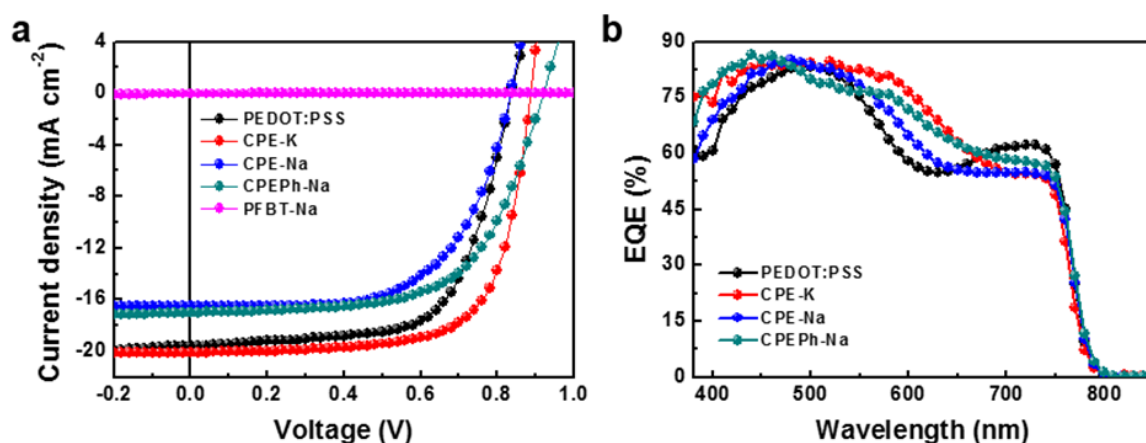 a
Current density (mA cm-2)
4
0
-4
-8
-12
-16
-20
PEDOT:PSS
CPE-K
CPE-Na
CPEPh-Na
PFBT-Na
-0.2 0.0 0.2 0.4 0.6 0.8 1.0
Voltage (V)
b
EQE (%)
90
75
60
45
30
15
0
PEDOT:PSS
CPE-K
CPE-Na
CPEPh-Na
400 500 600 700 800
Wavelength (nm)